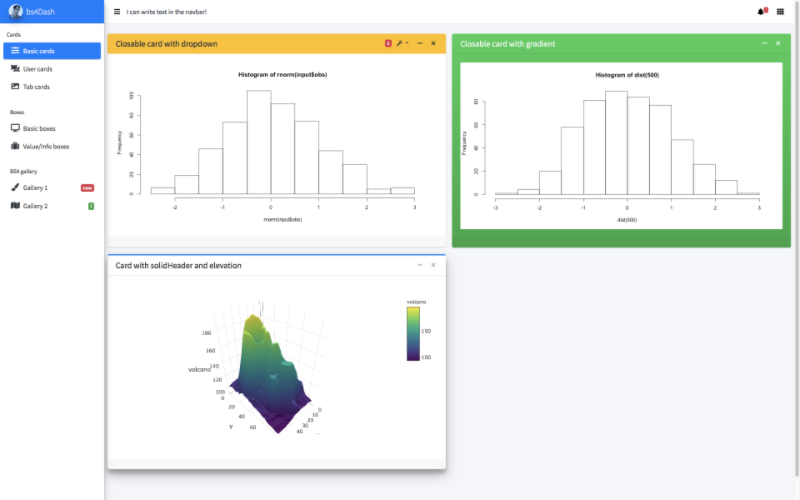 bs4Dash
I can write text in the navbar!
Cards
Basic cards
User cards
Tab cards
Boxes
Basic boxes
Value/Info boxes
BS4 gallery
Gallery 1
new
Gallery 2
Closable card with dropdown
Histogram of rnorm(input$obs)
Frequency
0 20 40 60 80 100
-2 -1 0 1 2 3
rnorm(input$obs)
Closable card with gradient
Histogram of dist(500)
Frequency
0 20 40 60 80
-3 -2 -1 0 1 2 3
dist(500)
Card with solidHeader and elevation
volcano
150
100
180
160
140
120
100
volcano
0
20
40
60
Y
0
10
20
30
40